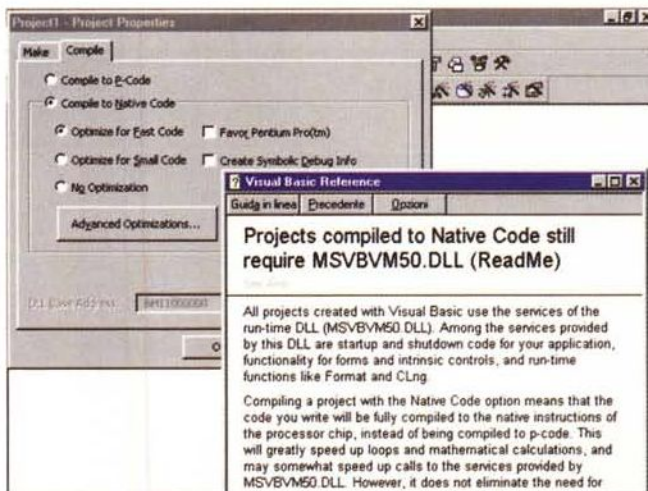 Project1 - Project Properties
Make Compile
Compile to P-Code
Compile to Native Code
Optimize for Fast Code
Favor Pentium Pro(tm)
Optimize for Small Code
Create Symbolic Debug Info
No Optimization
Advanced Optimizations...
DLL Base Address: &H11000000
Visual Basic Reference
Guida in linea Precedente Opzioni
Projects compiled to Native Code still
require MSVBVM50.DLL (ReadMe)
See Also
All projects created with Visual Basic use the services of the
run-time DLL (MSVBVM50.DLL). Among the services provided
by this DLL are startup and shutdown code for your application,
functionality for forms and intrinsic controls, and run-time
functions like Format and CLng.
Compiling a project with the Native Code option means that the
code you write will be fully compiled to the native instructions of
the processor chip, instead of being compiled to p-code. This
will greatly speed up loops and mathematical calculations, and
may somewhat speed up calls to the services provided by
MSVBVM50.DLL. However, it does not eliminate the need for